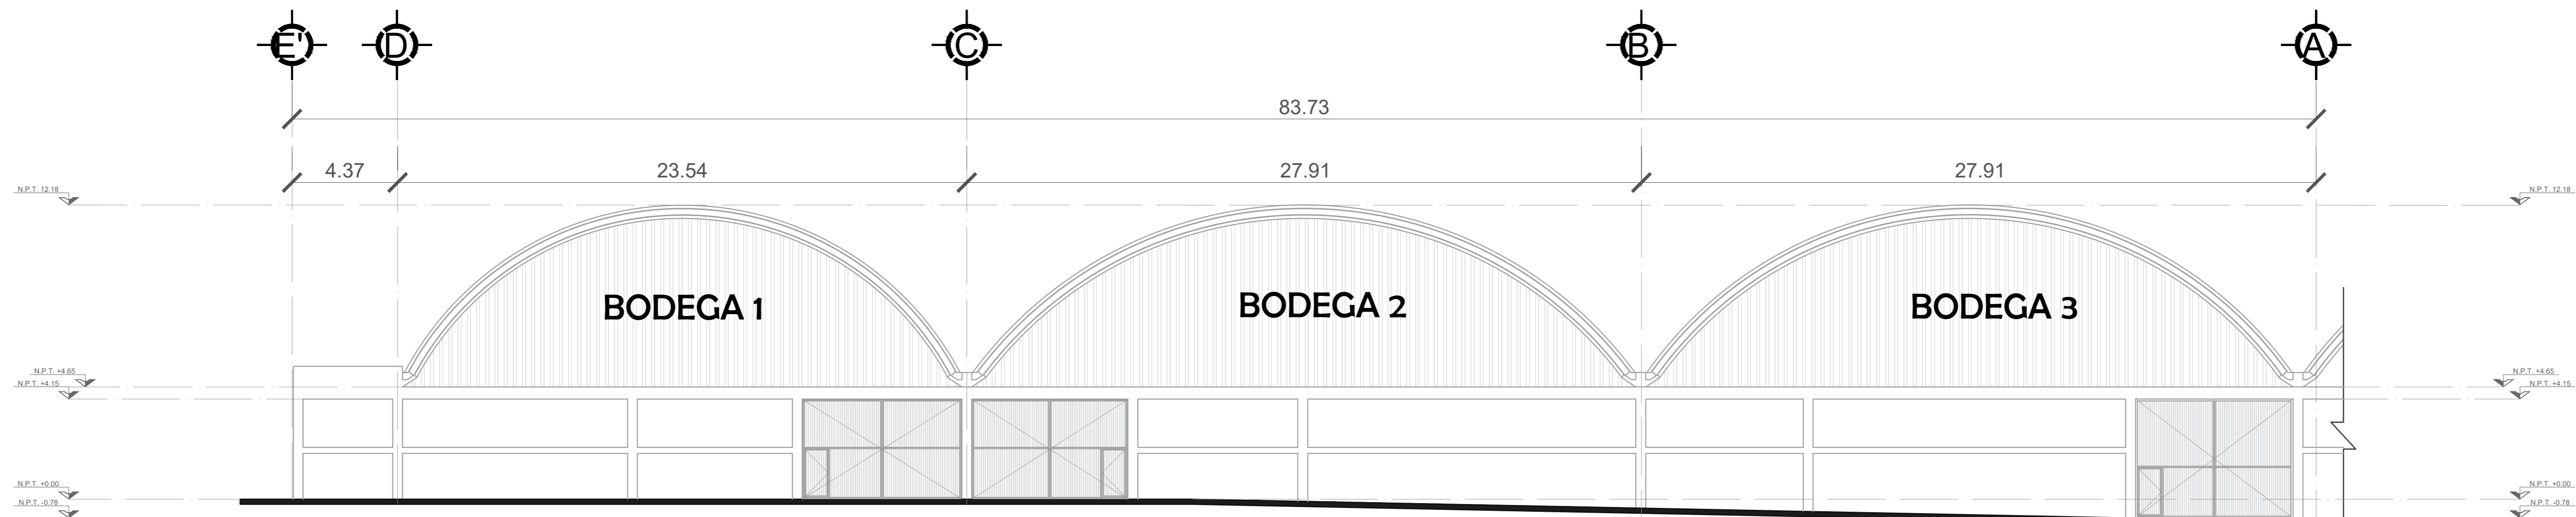 E' D C B A
83.73
4.37 23.54 27.91 27.91
N.P.T. 12.18 N.P.T. 12.18
BODEGA 1 BODEGA 2 BODEGA 3
N.P.T. +4.65 N.P.T. +4.65
N.P.T. +4.15 N.P.T. +4.15
N.P.T. +0.00 N.P.T. +0.00
N.P.T. -0.78 N.P.T. -0.78